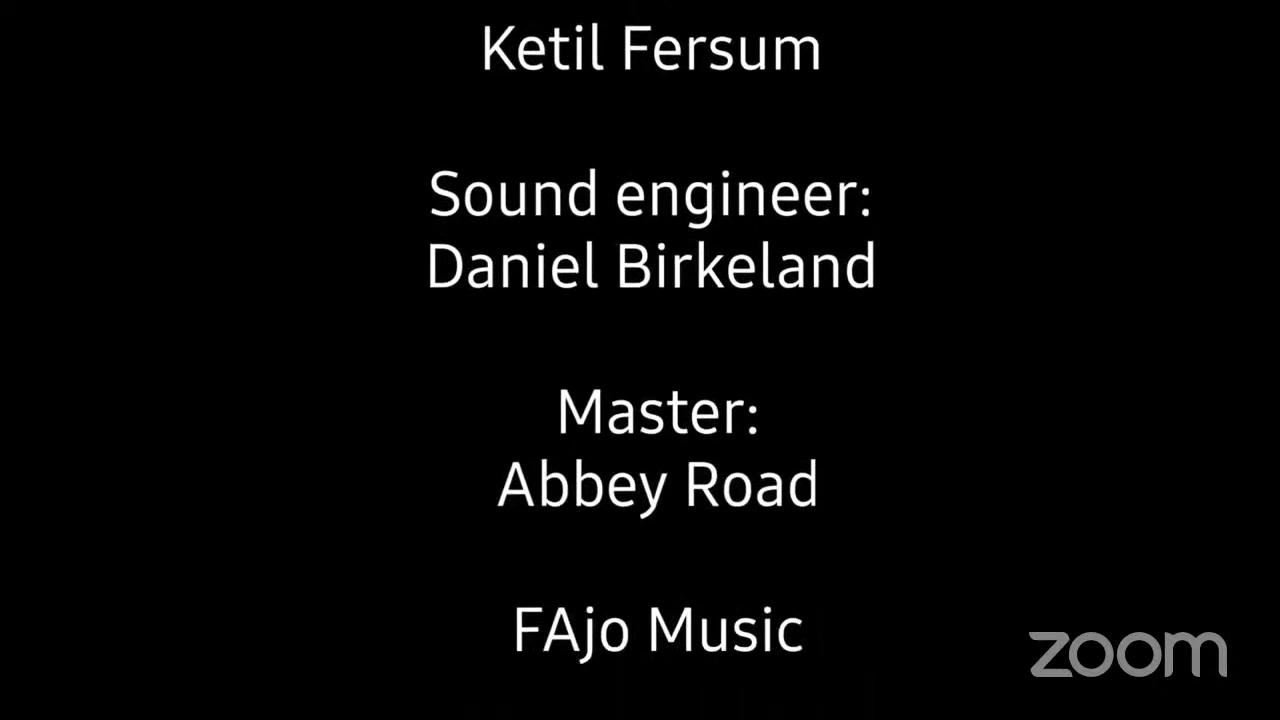 Ketil Fersum
Sound engineer:
Daniel Birkeland
Master:
Abbey Road
FAjo Music
zoom